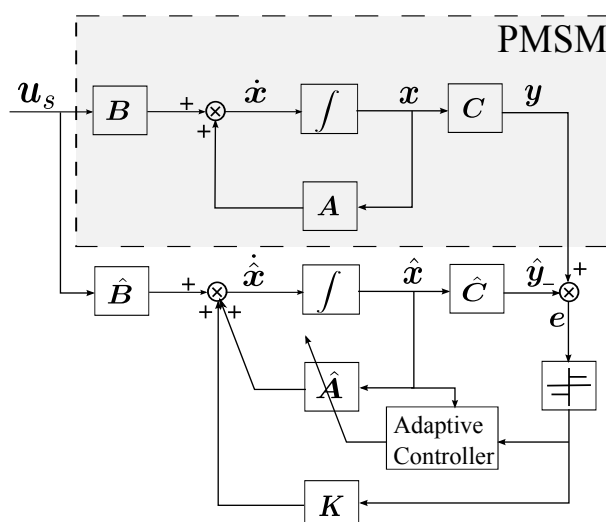 PMSM
u_s
B
+
+
ẋ
∫
x
C
y
A
B̂
+
+
+
x̂̇
∫
x̂
Ĉ
ŷ
−
+
e
Â
Adaptive
Controller
K